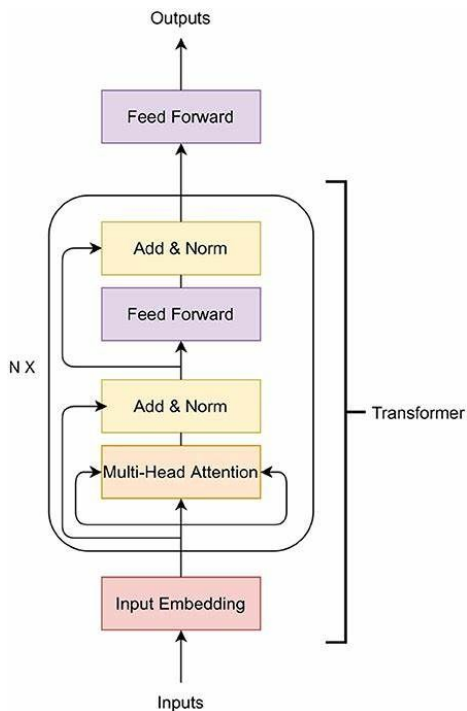 Outputs
Feed Forward
Add & Norm
Feed Forward
N X
Add & Norm
Transformer
Multi-Head Attention
Input Embedding
Inputs